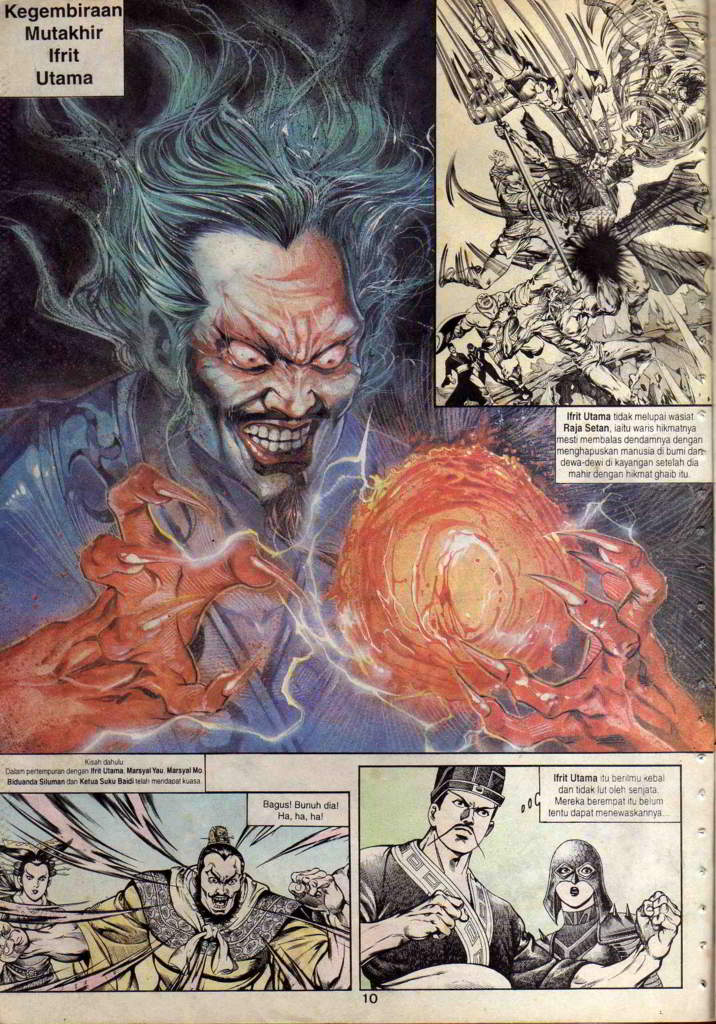 Kegembiraan
Mutakhir
Ifrit
Utama
Ifrit Utama tidak melupai wasiat
Raja Setan, iaitu waris hikmatnya
mesti membalas dendamnya dengan
menghapuskan manusia di bumi dan
dewa-dewi di kayangan setelah dia
mahir dengan hikmat ghaib itu.
Kisah dahulu:
Dalam pertempuran dengan Ifrit Utama, Marsyal Yau, Marsyal Mo,
Biduanda Siluman dan Ketua Suku Baidi telah mendapat kuasa.
Bagus! Bunuh dia!
Ha, ha, ha!
Ifrit Utama itu berilmu kebal
dan tidak lut oleh senjata.
Mereka berempat itu belum
tentu dapat menewaskannya...
10